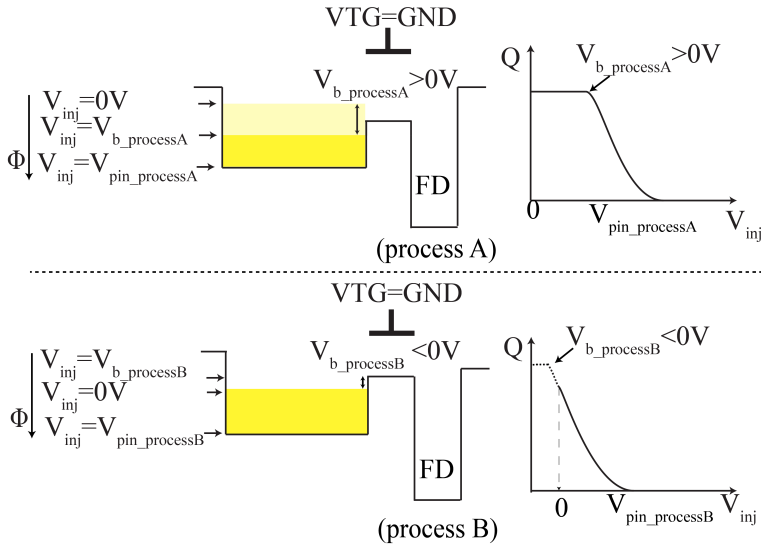 VTG=GND
V_b_processA>0V
V_inj=0V
V_inj=V_b_processA
V_inj=V_pin_processA
Φ
FD
(process A)
Q
V_b_processA>0V
0
V_pin_processA
V_inj
VTG=GND
V_b_processB<0V
V_inj=V_b_processB
V_inj=0V
V_inj=V_pin_processB
Φ
FD
(process B)
Q
V_b_processB<0V
0
V_pin_processB
V_inj